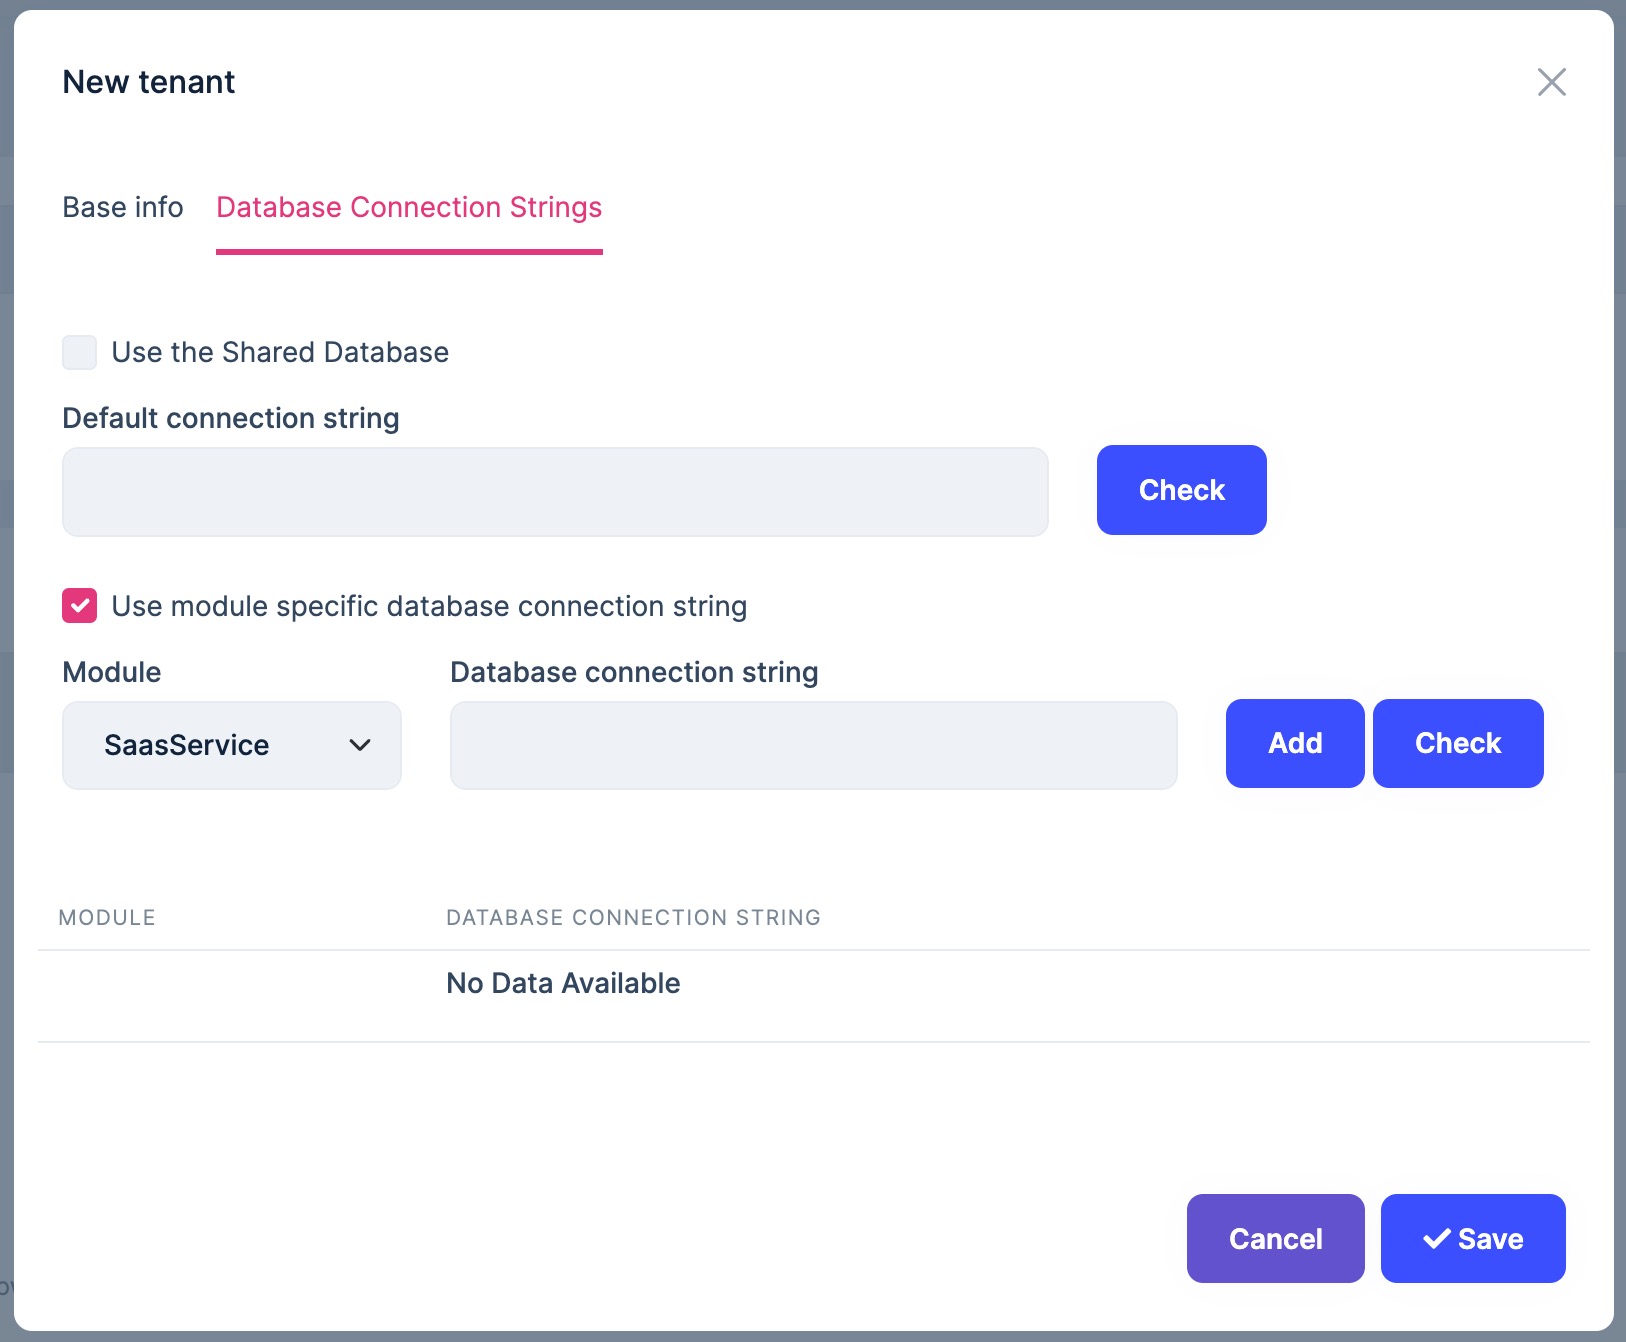 New tenant
Base info Database Connection Strings
Use the Shared Database
Default connection string
Check
Use module specific database connection string
Module Database connection string
SaasService Add Check
MODULE DATABASE CONNECTION STRING
No Data Available
Cancel Save